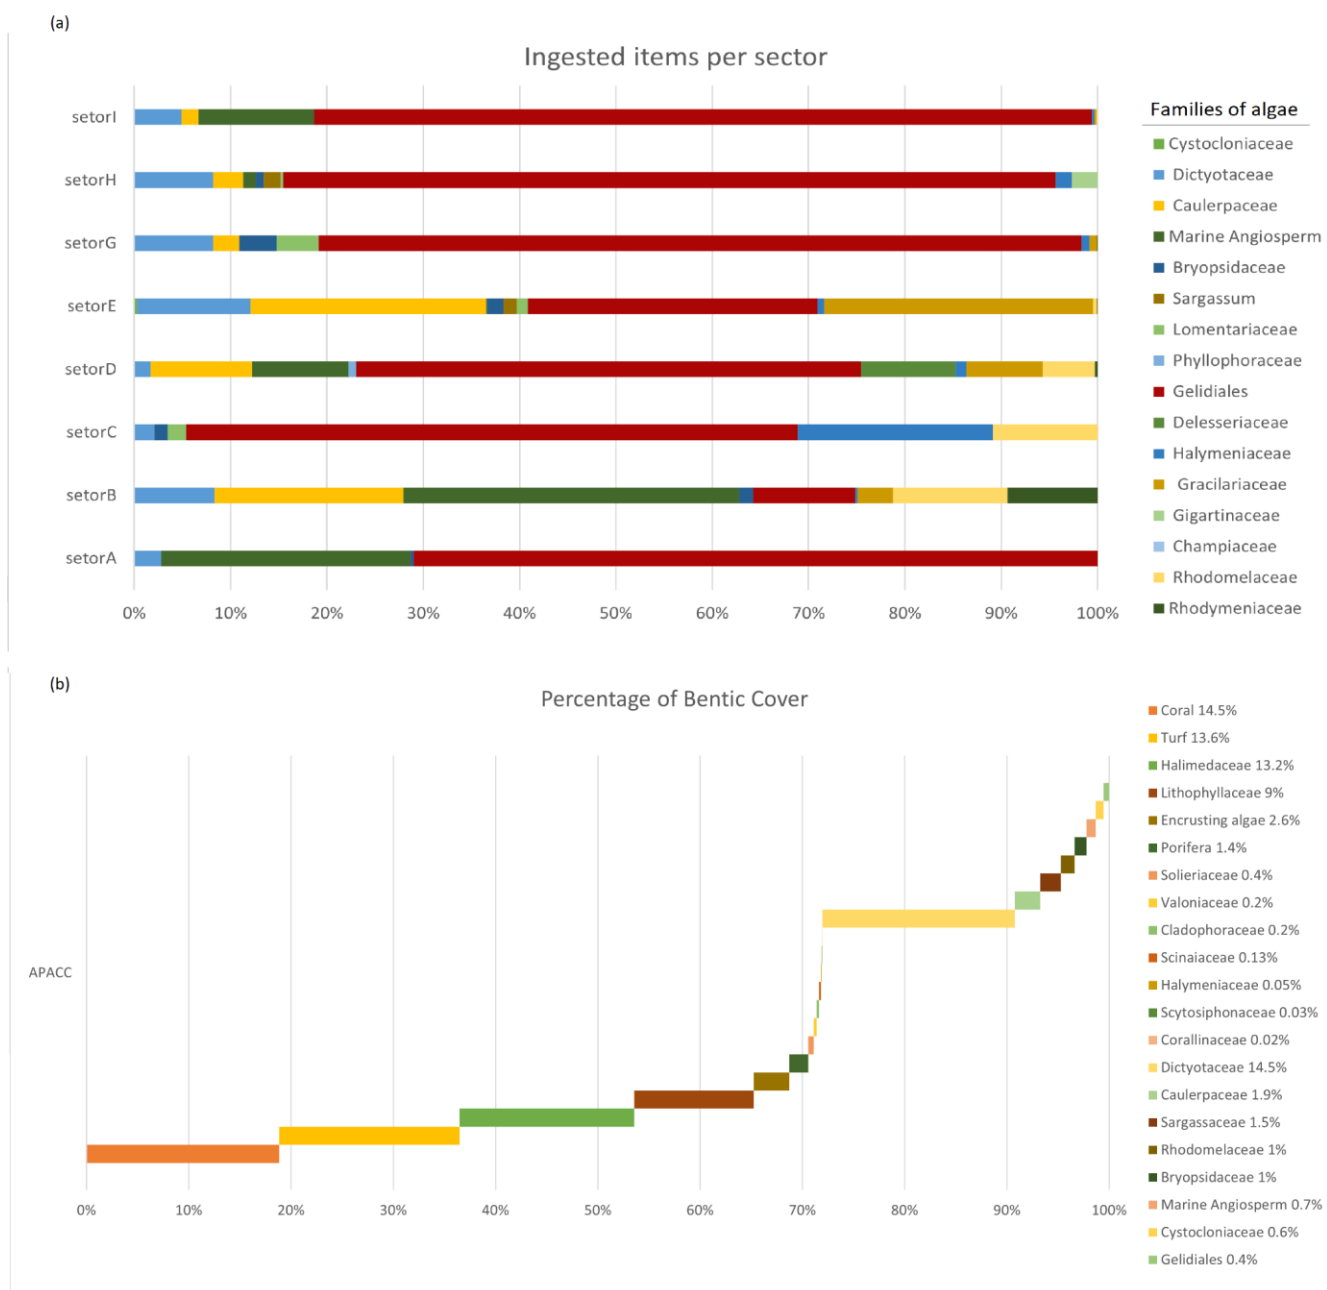 (a)
Ingested items per sector
Families of algae
setorI
setorH
setorG
setorE
setorD
setorC
setorB
setorA
0% 10% 20% 30% 40% 50% 60% 70% 80% 90% 100%
Cystocloniaceae
Dictyotaceae
Caulerpaceae
Marine Angiosperm
Bryopsidaceae
Sargassum
Lomentariaceae
Phyllophoraceae
Gelidiales
Delesseriaceae
Halymeniaceae
Gracilariaceae
Gigartinaceae
Champiaceae
Rhodomelaceae
Rhodymeniaceae
(b)
Percentage of Bentic Cover
APACC
0% 10% 20% 30% 40% 50% 60% 70% 80% 90% 100%
Coral 14.5%
Turf 13.6%
Halimedaceae 13.2%
Lithophyllaceae 9%
Encrusting algae 2.6%
Porifera 1.4%
Solieriaceae 0.4%
Valoniaceae 0.2%
Cladophoraceae 0.2%
Scinaiaceae 0.13%
Halymeniaceae 0.05%
Scytosiphonaceae 0.03%
Corallinaceae 0.02%
Dictyotaceae 14.5%
Caulerpaceae 1.9%
Sargassaceae 1.5%
Rhodomelaceae 1%
Bryopsidaceae 1%
Marine Angiosperm 0.7%
Cystocloniaceae 0.6%
Gelidiales 0.4%